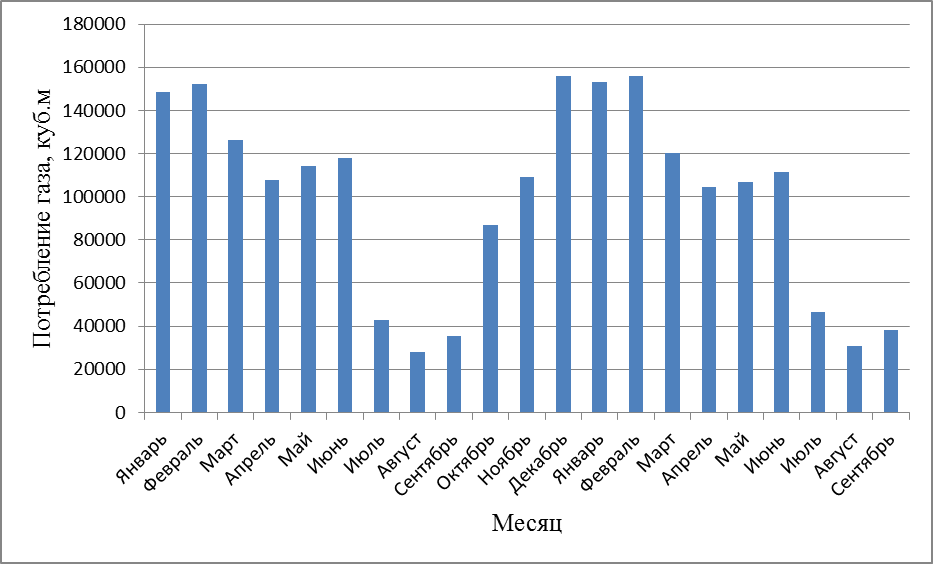 180000
160000
140000
120000
100000
80000
60000
40000
20000
0
Потребление газа, куб.м
Январь
Февраль
Март
Апрель
Май
Июнь
Июль
Август
Сентябрь
Октябрь
Ноябрь
Декабрь
Январь
Февраль
Март
Апрель
Май
Июнь
Июль
Август
Сентябрь
Месяц